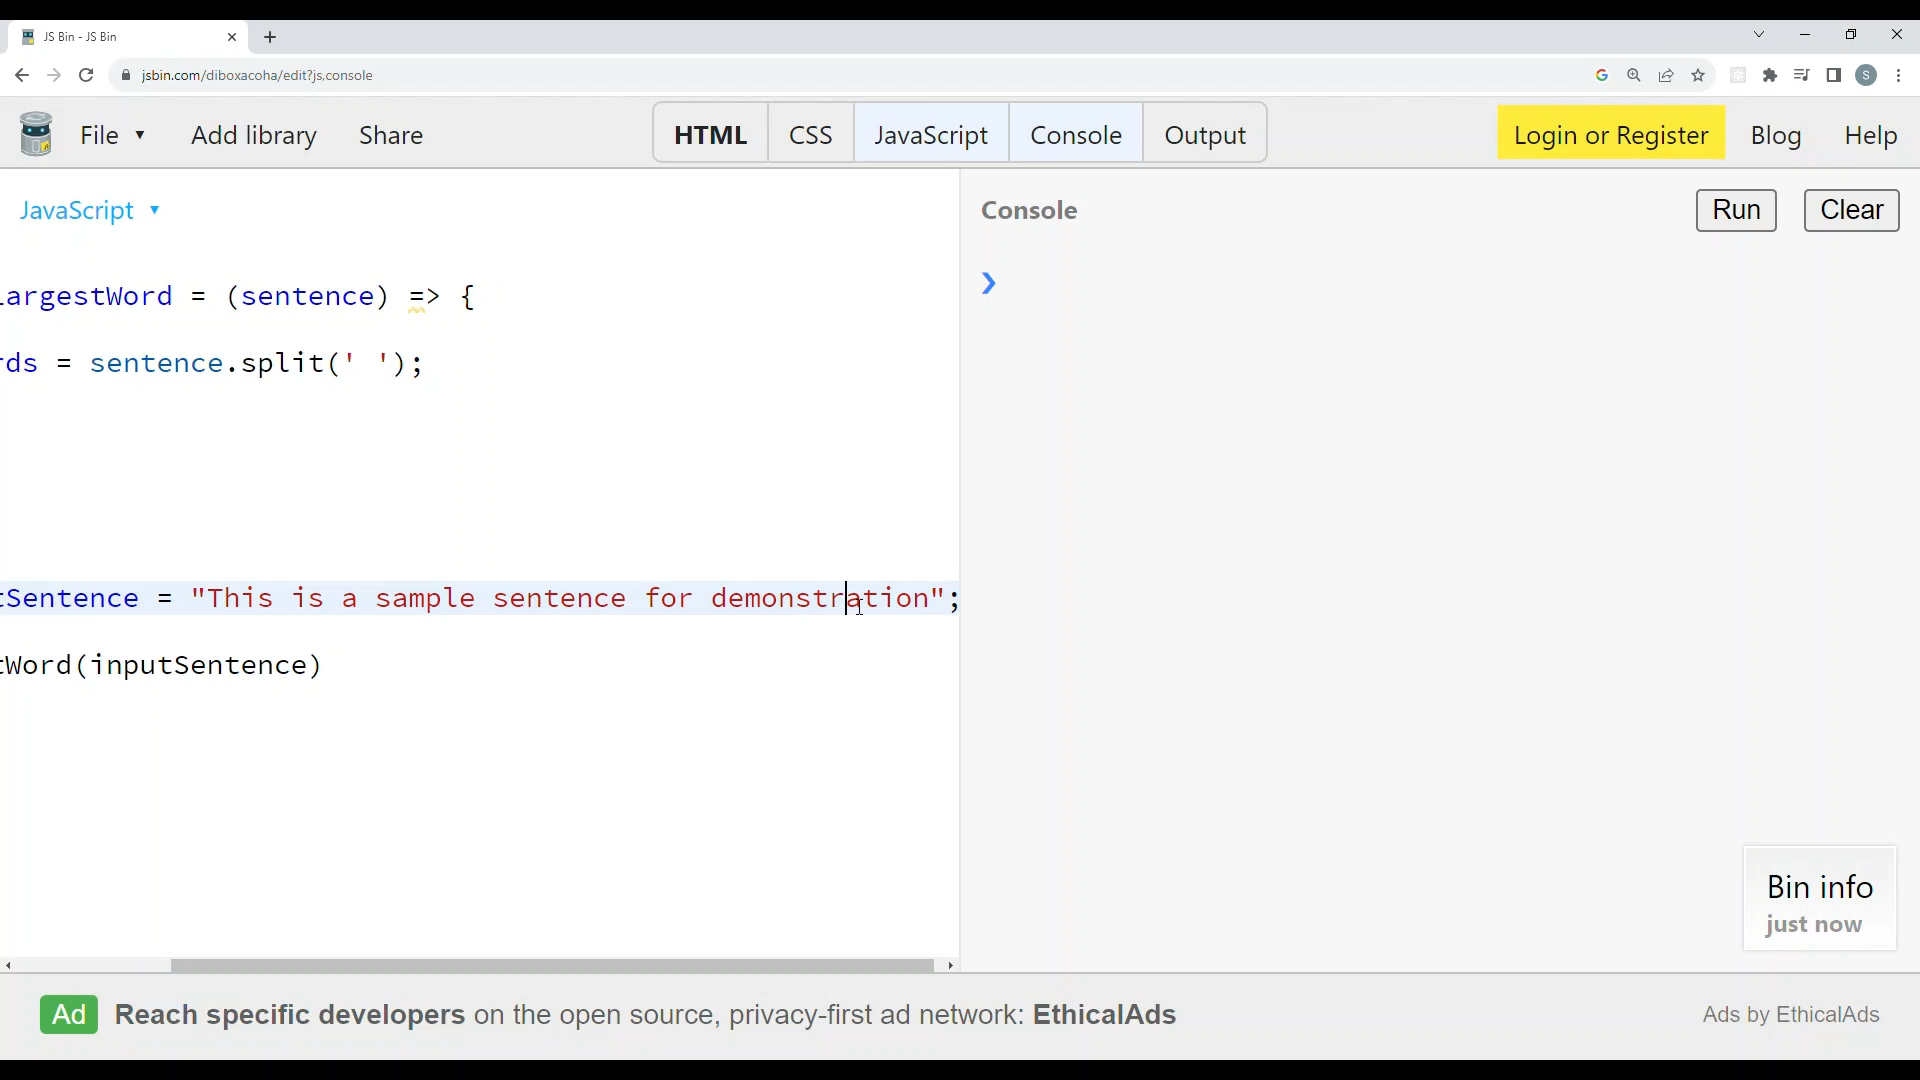 JS Bin - JS Bin
jsbin.com/diboxacoha/edit?js,console
S
File Add library Share HTML CSS JavaScript Console Output Login or Register Blog Help
JavaScript
Console Run Clear
argestWord = (sentence) => {
rds = sentence.split(' ');
tSentence = "This is a sample sentence for demonstration";
tWord(inputSentence)
Bin info
just now
Ad Reach specific developers on the open source, privacy-first ad network: EthicalAds Ads by EthicalAds